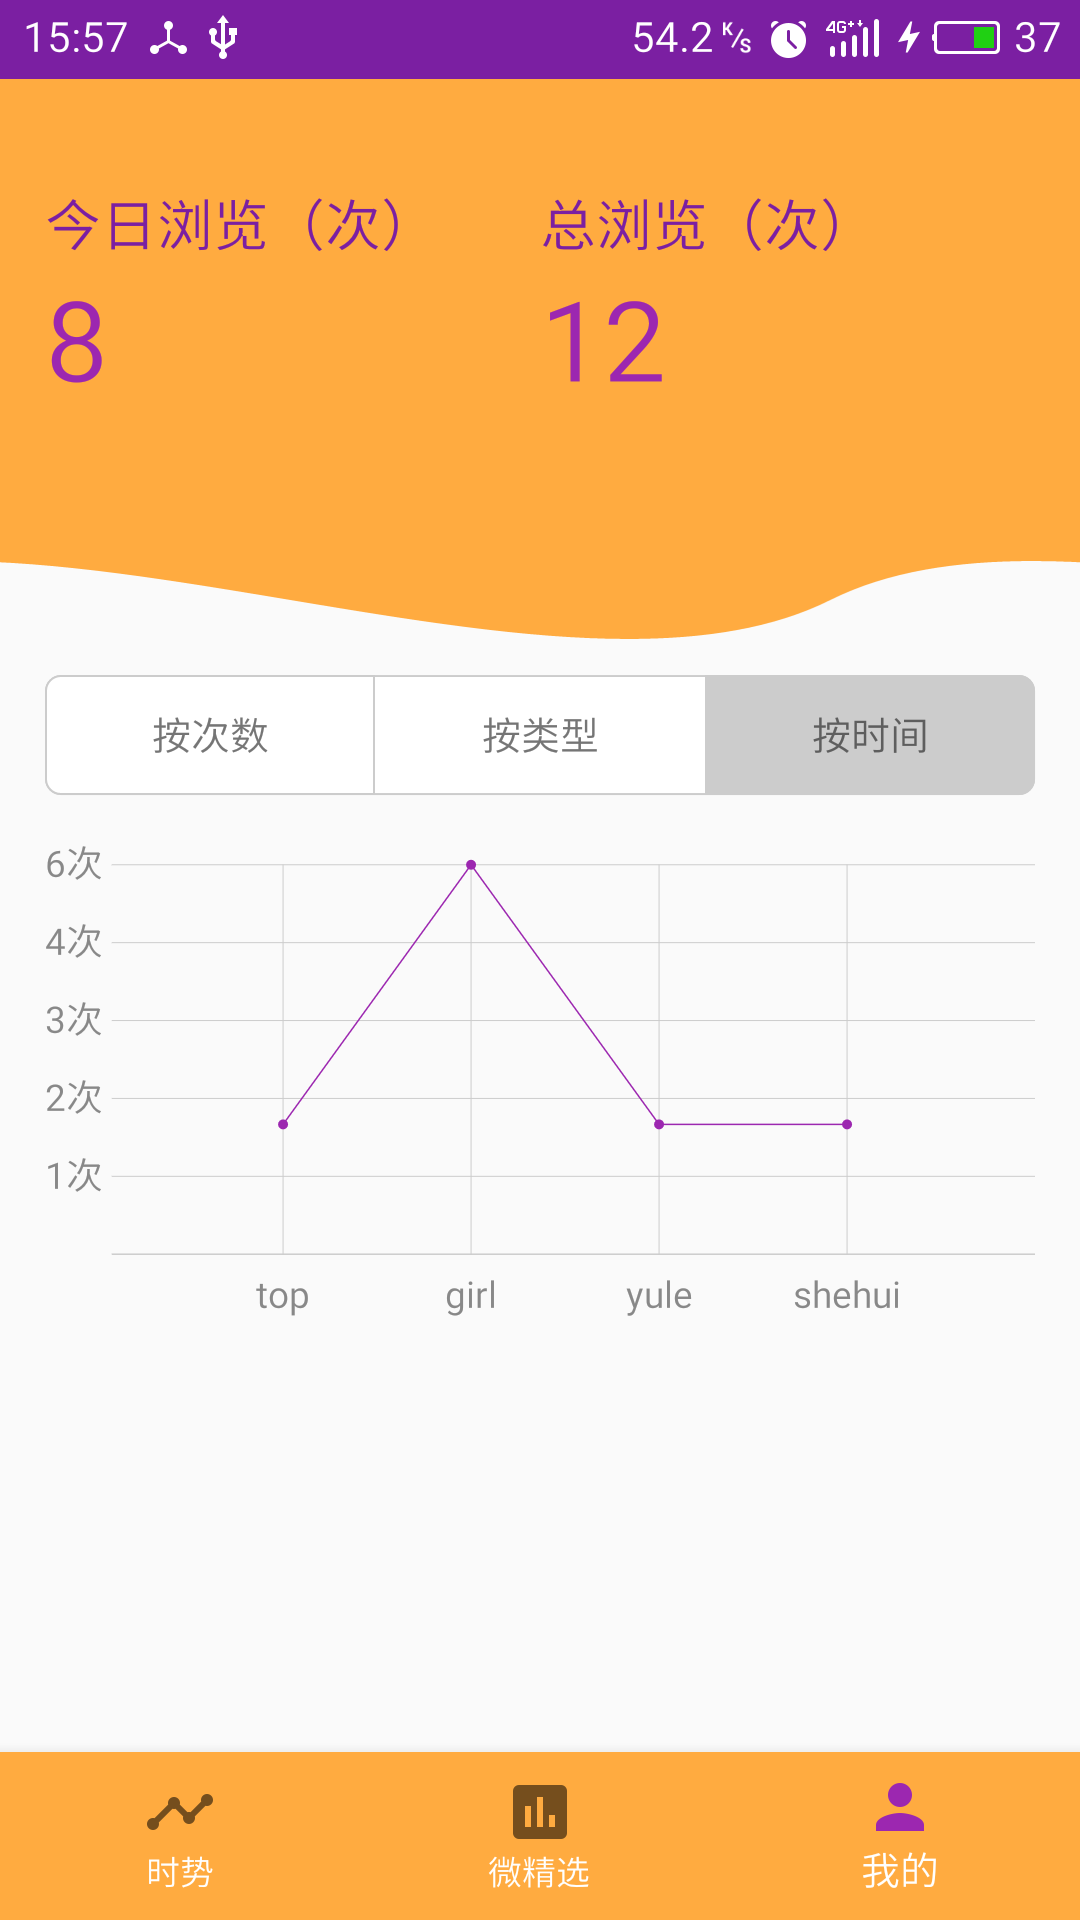 15:57 54.2 K/s 4G+ 37
今日浏览（次） 总浏览（次）
8 12
按次数 按类型 按时间
6次
4次
3次
2次
1次
top girl yule shehui
时势 微精选 我的